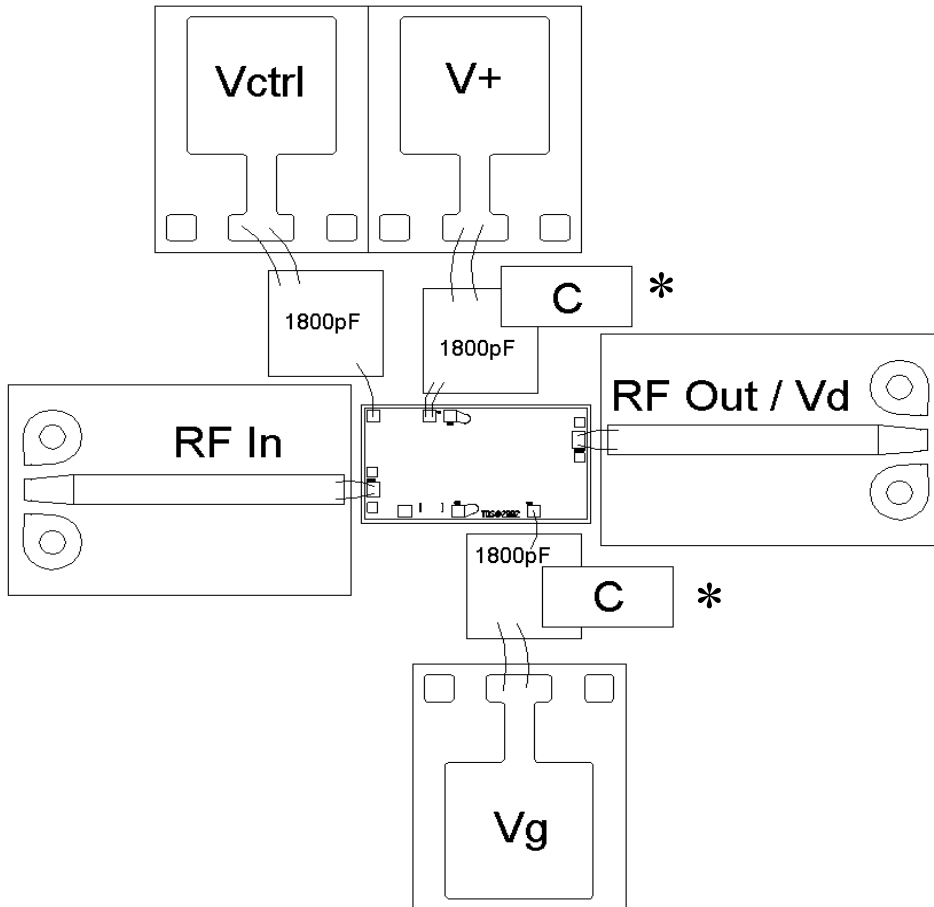 Vctrl
V+
1800pF
C
*
1800pF
RF Out / Vd
RF In
1800pF
C
*
Vg